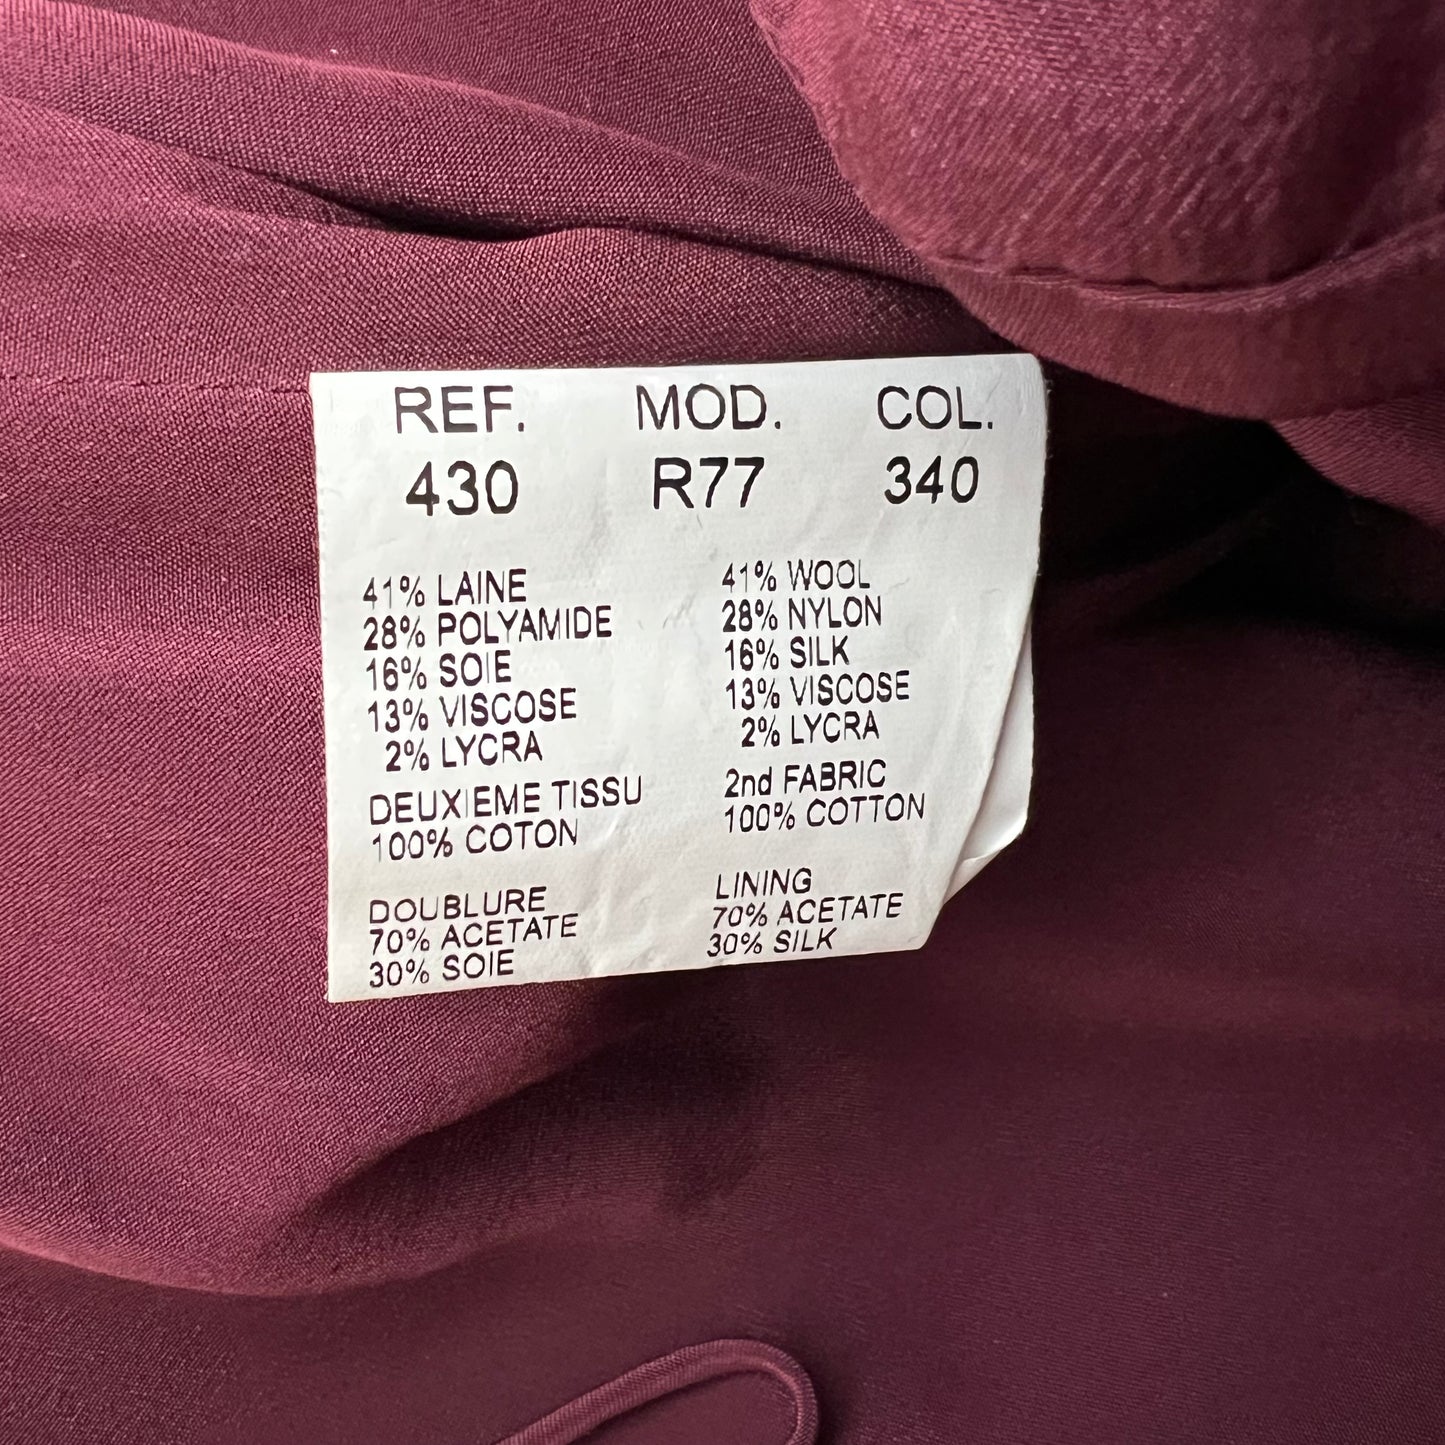 REF. MOD. COL.
430 R77 340
41% LAINE
28% POLYAMIDE
16% SOIE
13% VISCOSE
2% LYCRA
DEUXIEME TISSU
100% COTON
DOUBLURE
70% ACETATE
30% SOIE
41% WOOL
28% NYLON
16% SILK
13% VISCOSE
2% LYCRA
2nd FABRIC
100% COTTON
LINING
70% ACETATE
30% SILK